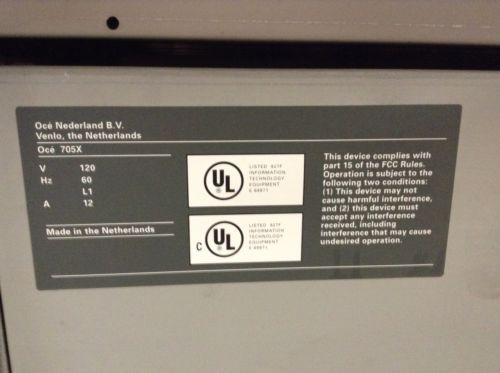 Océ Nederland B.V.
Venlo, the Netherlands
Océ 705X
V 120
Hz 60
L1
A 12
Made in the Netherlands
UL
LISTED 427F
INFORMATION
TECHNOLOGY
EQUIPMENT
C UL
LISTED 427F
INFORMATION
TECHNOLOGY
EQUIPMENT
This device complies with
part 15 of the FCC Rules.
Operation is subject to the
following two conditions:
(1) This device may not
cause harmful interference,
and (2) this device must
accept any interference
received, including
interference that may cause
undesired operation.